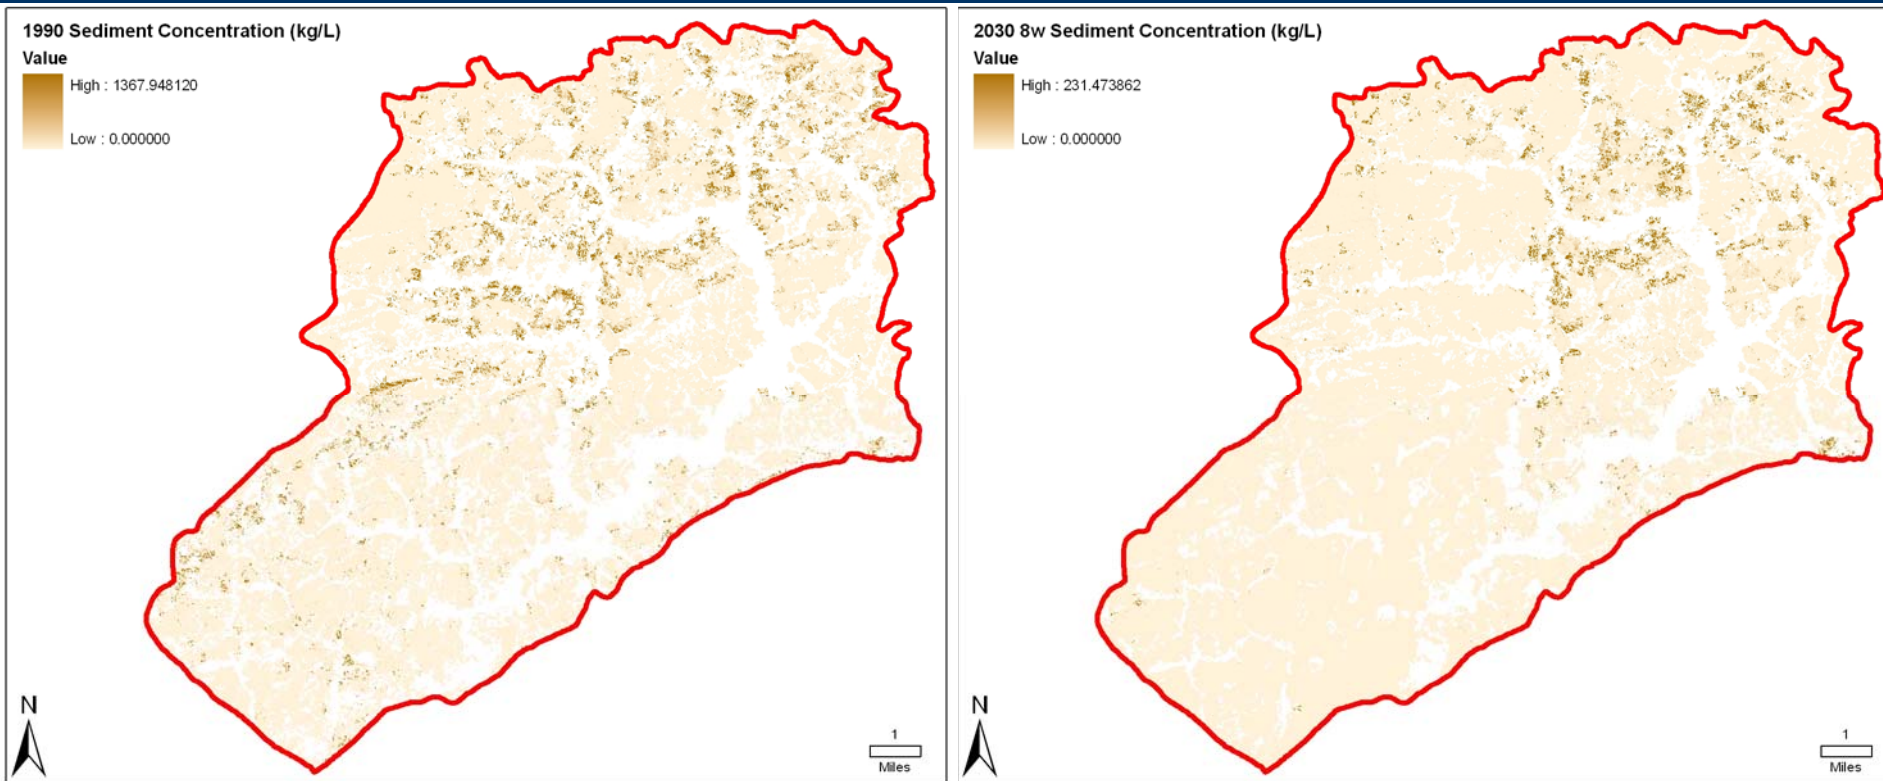 1990 Sediment Concentration (kg/L)
Value
High : 1367.948120
Low : 0.000000
N
1
Miles
2030 8w Sediment Concentration (kg/L)
Value
High : 231.473862
Low : 0.000000
N
1
Miles